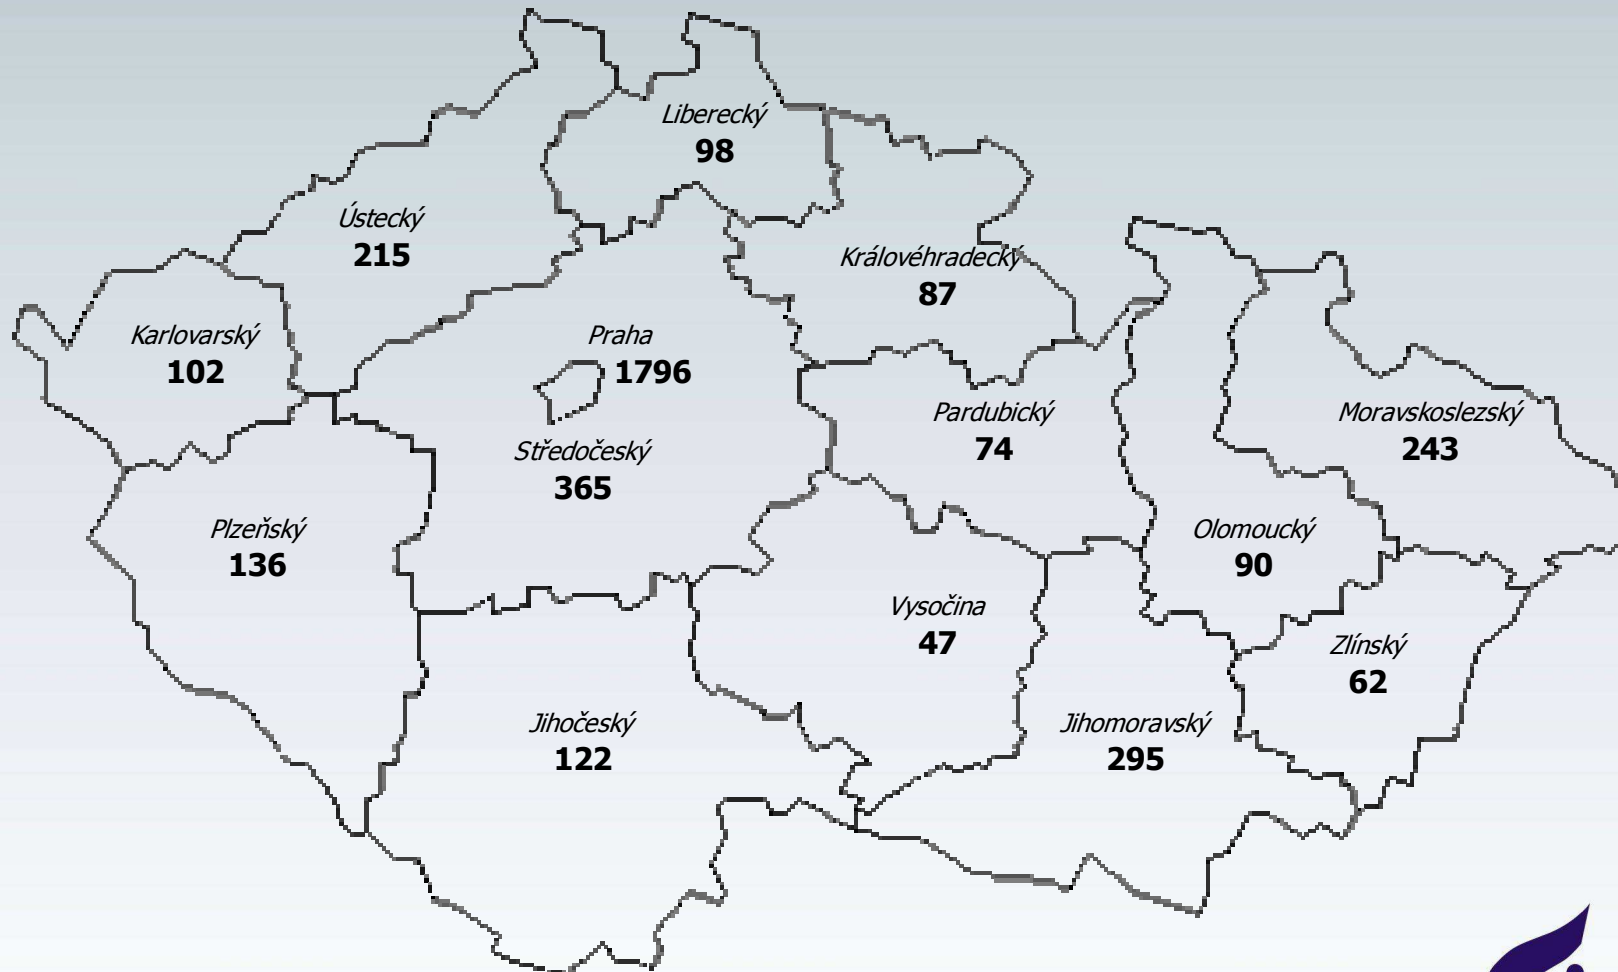 Liberecký
98
Ústecký
215
Královéhradecký
87
Karlovarský
102
Praha
1796
Pardubický
74
Moravskoslezský
243
Středočeský
365
Plzeňský
136
Olomoucký
90
Vysočina
47
Zlínský
62
Jihočeský
122
Jihomoravský
295